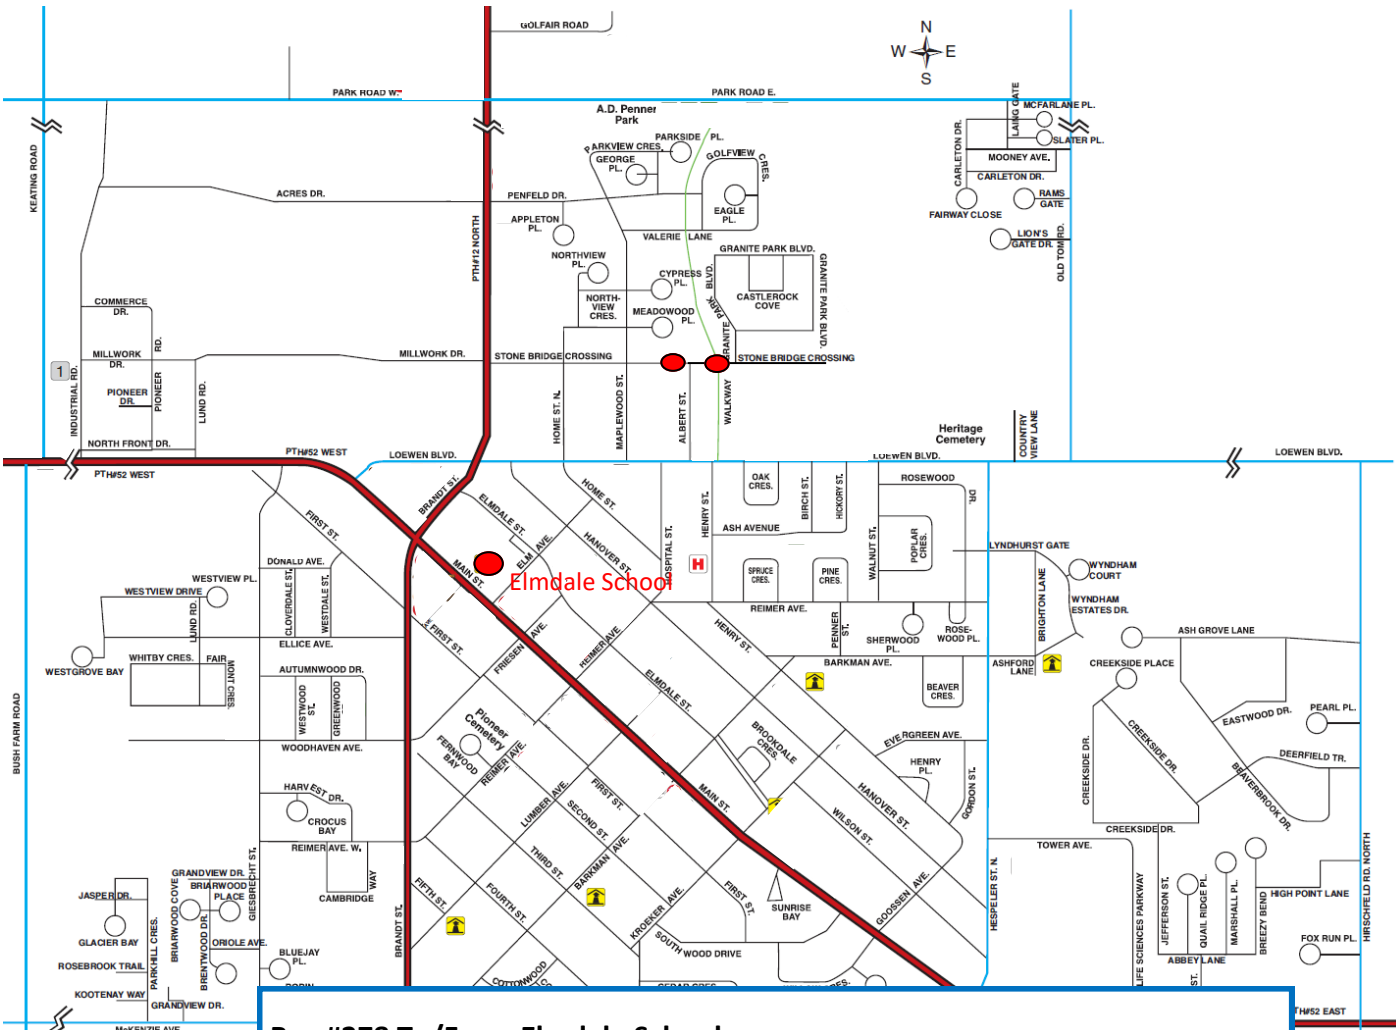 GOLFAIR ROAD
N
W E
S
PARK ROAD W.
PARK ROAD E.
A.D. Penner
Park
LAING GATE
MCFARLANE PL.
SLATER PL.
CARLETON DR.
MOONEY AVE.
CARLETON DR.
RAMS
GATE
FAIRWAY CLOSE
LION'S
GATE DR.
OLD TOM RD.
KEATING ROAD
PARKSIDE PL.
PARKVIEW CRES.
GEORGE
PL.
GOLFVIEW
CRES.
EAGLE
PL.
ACRES DR.
PENFELD DR.
APPLETON
PL.
VALERIE LANE
PTH#12 NORTH
NORTHVIEW
PL.
GRANITE PARK BLVD.
CYPRESS
PL.
NORTH-
VIEW
CRES.
MEADOWOOD
PL.
CASTLEROCK
COVE
GRANITE PARK BLVD.
GRANITE PARK BLVD.
COMMERCE
DR.
MILLWORK
DR.
MILLWORK DR.
STONE BRIDGE CROSSING
STONE BRIDGE CROSSING
1
PIONEER
DR.
PIONEER RD.
LUND RD.
INDUSTRIAL RD.
NORTH FRONT DR.
HOME ST. N.
MAPLEWOOD ST.
ALBERT ST.
WALKWAY
Heritage
Cemetery
COUNTRY
VIEW LANE
PTH#52 WEST
PTH#52 WEST
LOEWEN BLVD.
LOEWEN BLVD.
LOEWEN BLVD.
BRANDT ST.
ELMDALE ST.
HOME ST.
OAK
CRES.
BIRCH ST.
HICKORY ST.
ROSEWOOD
DR.
FIRST ST.
HANOVER ST.
ELM AVE.
MAIN ST.
HOSPITAL ST.
HENRY ST.
ASH AVENUE
H
WALNUT ST.
POPLAR
CRES.
LYNDHURST GATE
Elmdale School
SPRUCE
CRES.
PINE
CRES.
DONALD AVE.
WESTVIEW PL.
WESTVIEW DRIVE
LUND RD.
CLOVERDALE ST.
WESTDALE ST.
ELLICE AVE.
WYNDHAM
COURT
WYNDHAM
ESTATES DR.
BRIGHTON LANE
REIMER AVE.
PENNER
ST.
SHERWOOD
PL.
ROSE-
WOOD PL.
HENRY ST.
FIRST ST.
AVE
FRIESEN AVE.
REIMER AVE.
BARKMAN AVE.
ASHFORD
LANE
ASH GROVE LANE
CREEKSIDE PLACE
WESTGROVE BAY
WHITBY CRES.
FAIR
MONT CRES.
AUTUMNWOOD DR.
WESTWOOD
ST.
GREENWOOD
WOODHAVEN AVE.
BUSH FARM ROAD
Pioneer
Cemetery
FERNWOOD
BAY
REIMER AVE.
ELMDALE ST.
BROOKDALE
CRES.
BEAVER
CRES.
EVERGREEN AVE.
HENRY
PL.
GORDON ST.
EASTWOOD DR.
PEARL PL.
DEERFIELD TR.
CREEKSIDE DR.
CREEKSIDE DR.
BEAVERBROOK DR.
CREEKSIDE DR.
HARVEST DR.
CROCUS
BAY
REIMER AVE. W.
CAMBRIDGE
WAY
LUMBER AVE.
FIRST ST.
SECOND ST.
MAIN ST.
HANOVER ST.
WILSON ST.
TOWER AVE.
GRANDVIEW DR.
BRIARWOOD
PLACE
GIESBRECHT ST.
JASPER DR.
GLACIER BAY
PARKHILL CRES.
BRIARWOOD COVE
BRENTWOOD DR.
ORIOLE AVE.
BLUEJAY
PL.
ROSEBROOK TRAIL
KOOTENAY WAY
GRANDVIEW DR.
McKENZIE AVE
ROBIN
BRANDT ST.
THIRD ST.
BARKMAN AVE.
FIFTH ST.
FOURTH ST.
KROEKER AVE.
FIRST ST.
SUNRISE
BAY
GOOSSEN AVE.
SOUTHWOOD DRIVE
COTTONWOOD
CEDAR CRES.
HESPELER ST. N.
LIFE SCIENCES PARKWAY
JEFFERSON ST.
QUAIL RIDGE PL.
MARSHALL PL.
BREEZY BEND
HIGH POINT LANE
FOX RUN PL.
ABBEY LANE
ST.
HIRSCHFELD RD. NORTH
PTH#52 EAST